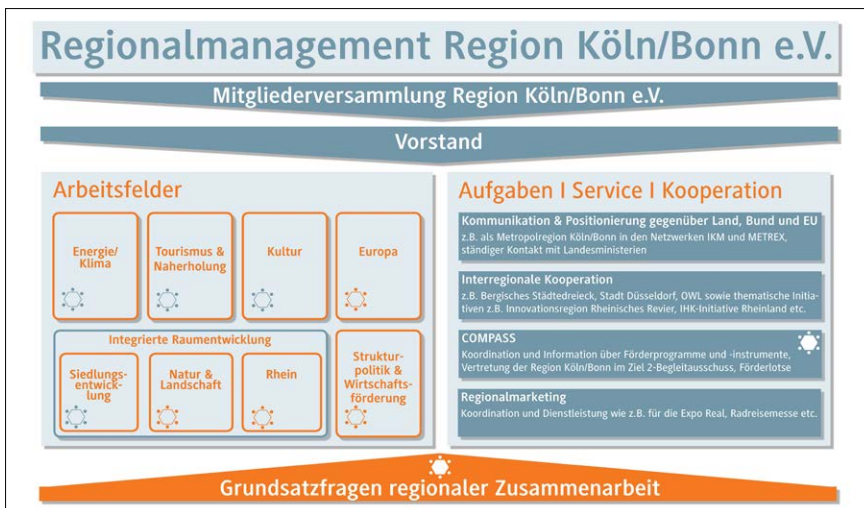 Regionalmanagement Region Köln/Bonn e.V.
Mitgliederversammlung Region Köln/Bonn e.V.
Vorstand
Arbeitsfelder
Energie/
Klima
Tourismus &
Naherholung
Kultur
Europa
Integrierte Raumentwicklung
Siedlungs-
entwick-
lung
Natur &
Landschaft
Rhein
Struktur-
politik &
Wirtschafts-
förderung
Aufgaben I Service I Kooperation
Kommunikation & Positionierung gegenüber Land, Bund und EU
z.B. als Metropolregion Köln/Bonn in den Netzwerken IKM und METREX,
ständiger Kontakt mit Landesministerien
Interregionale Kooperation
z.B. Bergisches Städtedreieck, Stadt Düsseldorf, OWL sowie thematische Initia-
tiven z.B. Innovationsregion Rheinisches Revier, IHK-Initiative Rheinland etc.
COMPASS
Koordination und Information über Förderprogramme und -instrumente,
Vertretung der Region Köln/Bonn im Ziel 2-Begleitausschuss, Förderlotse
Regionalmarketing
Koordination und Dienstleistung wie z.B. für die Expo Real, Radreisemesse etc.
Grundsatzfragen regionaler Zusammenarbeit